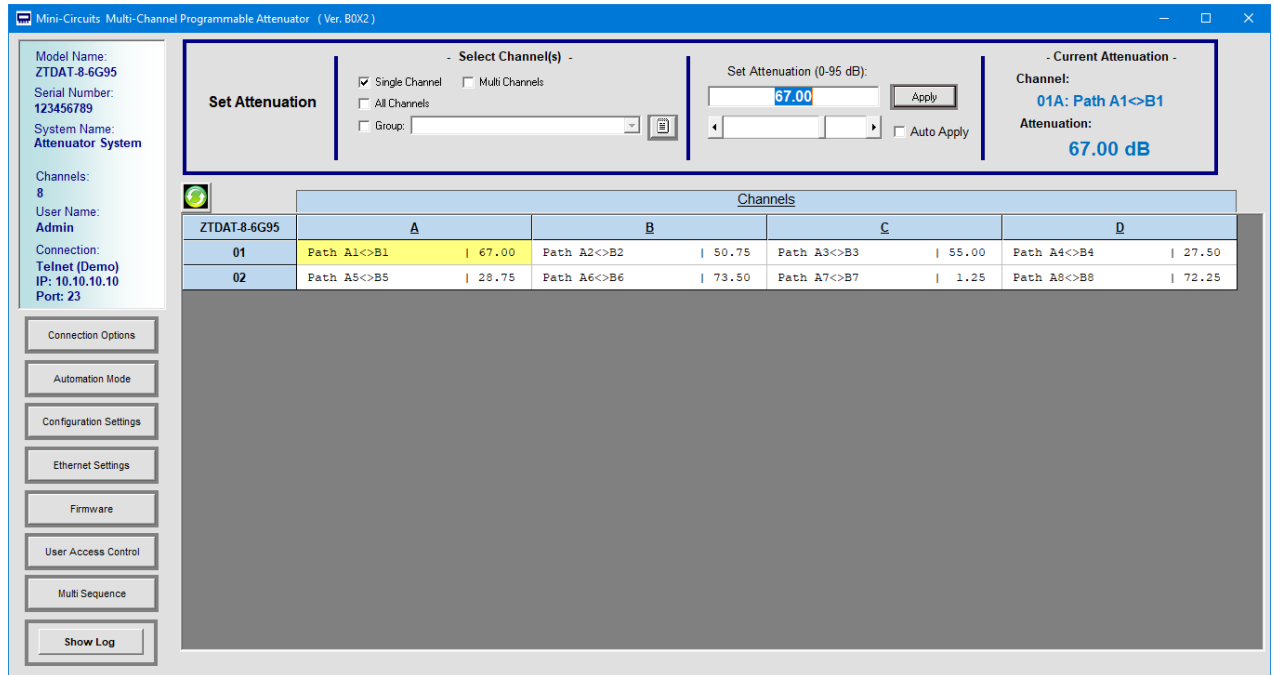 Mini-Circuits Multi-Channel Programmable Attenuator ( Ver. B0X2 )
Model Name:
ZTDAT-8-6G95
Serial Number:
123456789
System Name:
Attenuator System
Channels:
8
User Name:
Admin
Connection:
Telnet (Demo)
IP: 10.10.10.10
Port: 23
Connection Options
Automation Mode
Configuration Settings
Ethernet Settings
Firmware
User Access Control
Multi Sequence
Show Log
Set Attenuation
- Select Channel(s) -
Single Channel Multi Channels
All Channels
Group:
Set Attenuation (0-95 dB):
67.00 Apply
Auto Apply
- Current Attenuation -
Channel:
01A: Path A1<>B1
Attenuation:
67.00 dB
Channels
ZTDAT-8-6G95 A B C D
01 Path A1<>B1 | 67.00 Path A2<>B2 | 50.75 Path A3<>B3 | 55.00 Path A4<>B4 | 27.50
02 Path A5<>B5 | 28.75 Path A6<>B6 | 73.50 Path A7<>B7 | 1.25 Path A8<>B8 | 72.25